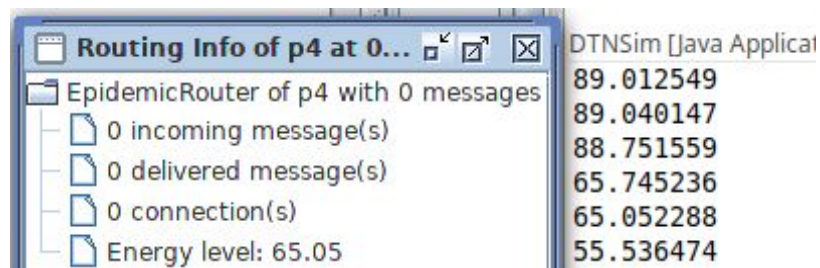 Routing Info of p4 at 0...
EpidemicRouter of p4 with 0 messages
0 incoming message(s)
0 delivered message(s)
0 connection(s)
Energy level: 65.05
DTNSim [Java Applicat
89.012549
89.040147
88.751559
65.745236
65.052288
55.536474